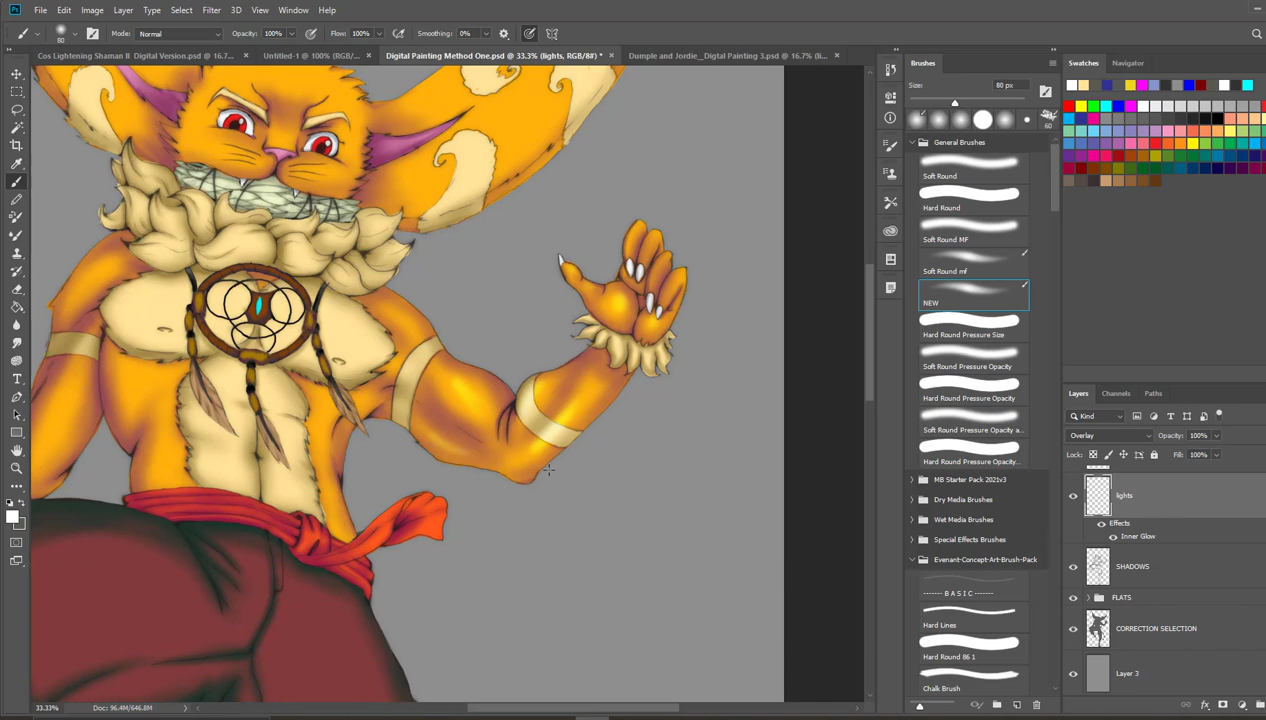 Ps File Edit Image Layer Type Select Filter 3D View Window Help
80 Mode: Normal Opacity: 100% Flow: 100% Smoothing: 0%
Cos Lightening Shaman II Digital Version.psd @ 16.7%... × Untitled-1 @ 100% (RGB/... × Digital Painting Method One.psd @ 33.3% (lights, RGB/8#) * × Dumple and Jordie__Digtal Painting 3.psd @ 16.7% (li... ×
Brushes
Size: 80 px
60
General Brushes
Soft Round
Hard Round
Soft Round MF
Soft Round mf
NEW
Hard Round Pressure Size
Soft Round Pressure Opacity
Hard Round Pressure Opacity
Soft Round Pressure Opacity a...
Hard Round Pressure Opacity...
MB Starter Pack 2021v3
Dry Media Brushes
Wet Media Brushes
Special Effects Brushes
Evenant-Concept-Art-Brush-Pack
------- B A S I C -------
Hard Lines
Hard Round 86 1
Chalk Brush
Swatches Navigator
Layers Channels Paths
Kind
Overlay Opacity: 100%
Lock: Fill: 100%
lights
Effects
Inner Glow
SHADOWS
FLATS
CORRECTION SELECTION
Layer 3
33.33% Doc: 96.4M/646.8M